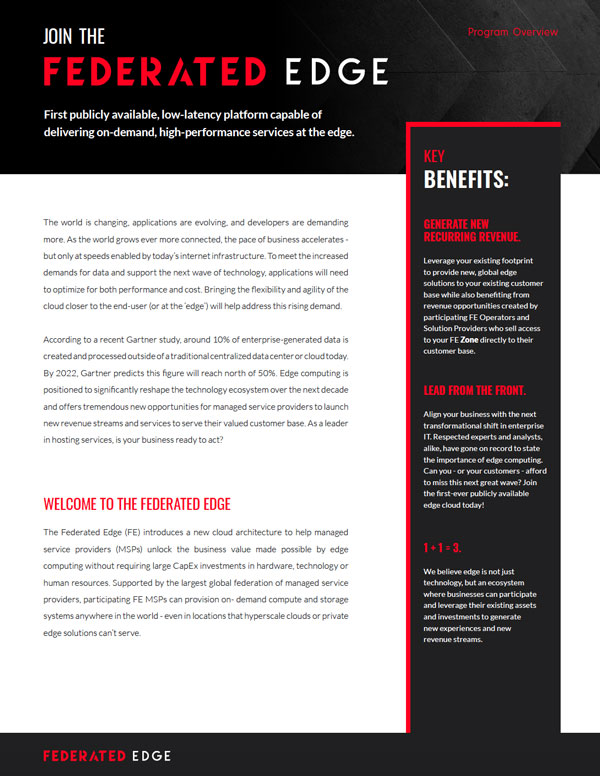 JOIN THE
Program Overview
FEDERATED EDGE
First publicly available, low-latency platform capable of
delivering on-demand, high-performance services at the edge.
The world is changing, applications are evolving, and developers are demanding
more. As the world grows ever more connected, the pace of business accelerates -
but only at speeds enabled by today's internet infrastructure. To meet the increased
demands for data and support the next wave of technology, applications will need
to optimize for both performance and cost. Bringing the flexibility and agility of the
cloud closer to the end-user (or at the 'edge') will help address this rising demand.
According to a recent Gartner study, around 10% of enterprise-generated data is
created and processed outside of a traditional centralized data center or cloud today.
By 2022, Gartner predicts this figure will reach north of 50%. Edge computing is
positioned to significantly reshape the technology ecosystem over the next decade
and offers tremendous new opportunities for managed service providers to launch
new revenue streams and services to serve their valued customer base. As a leader
in hosting services, is your business ready to act?
WELCOME TO THE FEDERATED EDGE
The Federated Edge (FE) introduces a new cloud architecture to help managed
service providers (MSPs) unlock the business value made possible by edge
computing without requiring large CapEx investments in hardware, technology or
human resources. Supported by the largest global federation of managed service
providers, participating FE MSPs can provision on- demand compute and storage
systems anywhere in the world - even in locations that hyperscale clouds or private
edge solutions can't serve.
KEY
BENEFITS:
GENERATE NEW
RECURRING REVENUE.
Leverage your existing footprint
to provide new, global edge
solutions to your existing customer
base while also benefiting from
revenue opportunities created by
participating FE Operators and
Solution Providers who sell access
to your FE Zone directly to their
customer base.
LEAD FROM THE FRONT.
Align your business with the next
transformational shift in enterprise
IT. Respected experts and analysts,
alike, have gone on record to state
the importance of edge computing.
Can you - or your customers - afford
to miss this next great wave? Join
the first-ever publicly available
edge cloud today!
1 + 1 = 3.
We believe edge is not just
technology, but an ecosystem
where businesses can participate
and leverage their existing assets
and investments to generate
new experiences and new
revenue streams.
FEDERATED EDGE